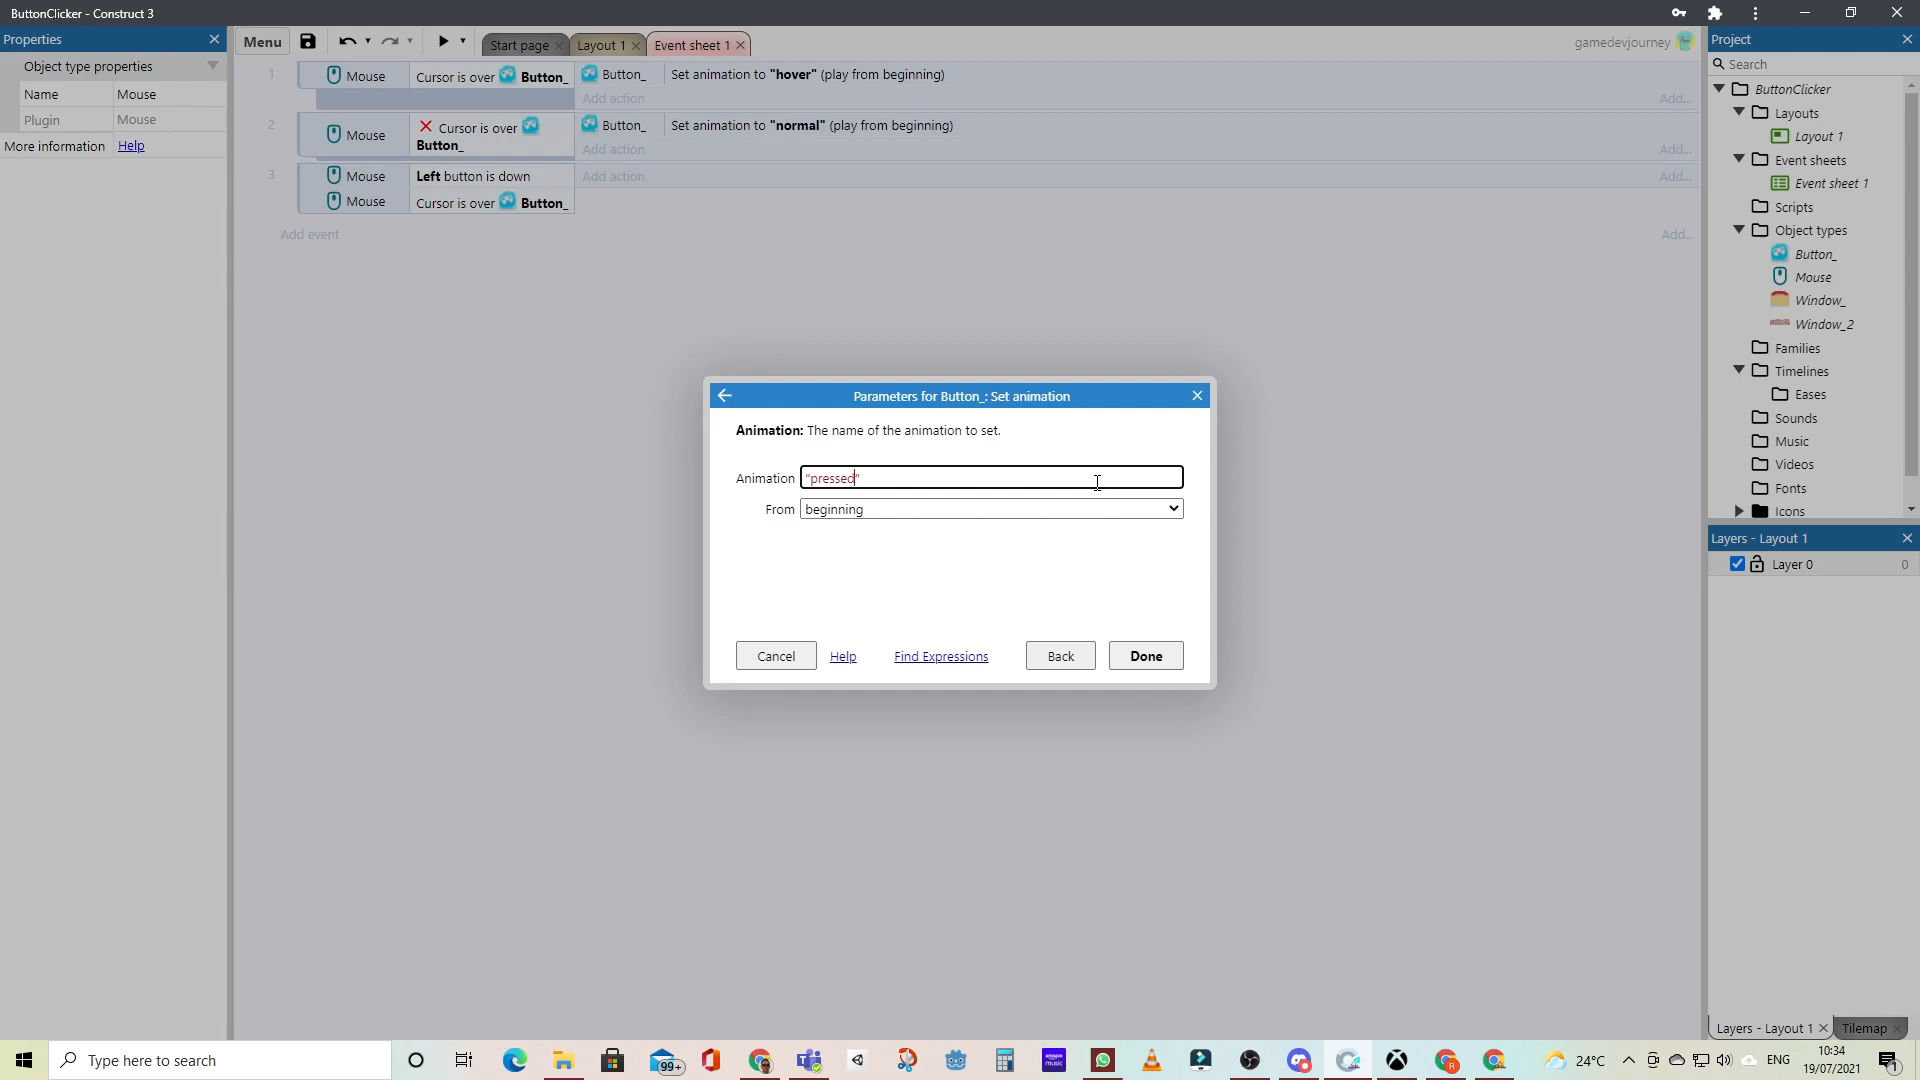 ButtonClicker - Construct 3
Properties
Object type properties
Name Mouse
Plugin Mouse
More information Help
Menu
Start page
Layout 1
Event sheet 1
gamedevjourney
1 Mouse Cursor is over Button_ Button_ Set animation to "hover" (play from beginning)
Add action Add...
2 Mouse Cursor is over Button_ Button_ Set animation to "normal" (play from beginning)
Add action Add...
3 Mouse Left button is down Add action Add...
Mouse Cursor is over Button_
Add event Add...
Parameters for Button_: Set animation
Animation: The name of the animation to set.
Animation "pressed"
From beginning
Cancel Help Find Expressions Back Done
Project
Search
ButtonClicker
Layouts
Layout 1
Event sheets
Event sheet 1
Scripts
Object types
Button_
Mouse
Window_
Window_2
Families
Timelines
Eases
Sounds
Music
Videos
Fonts
Icons
Layers - Layout 1
Layer 0 0
Layers - Layout 1 Tilemap
Type here to search
99+
24°C ENG
10:34
19/07/2021
1